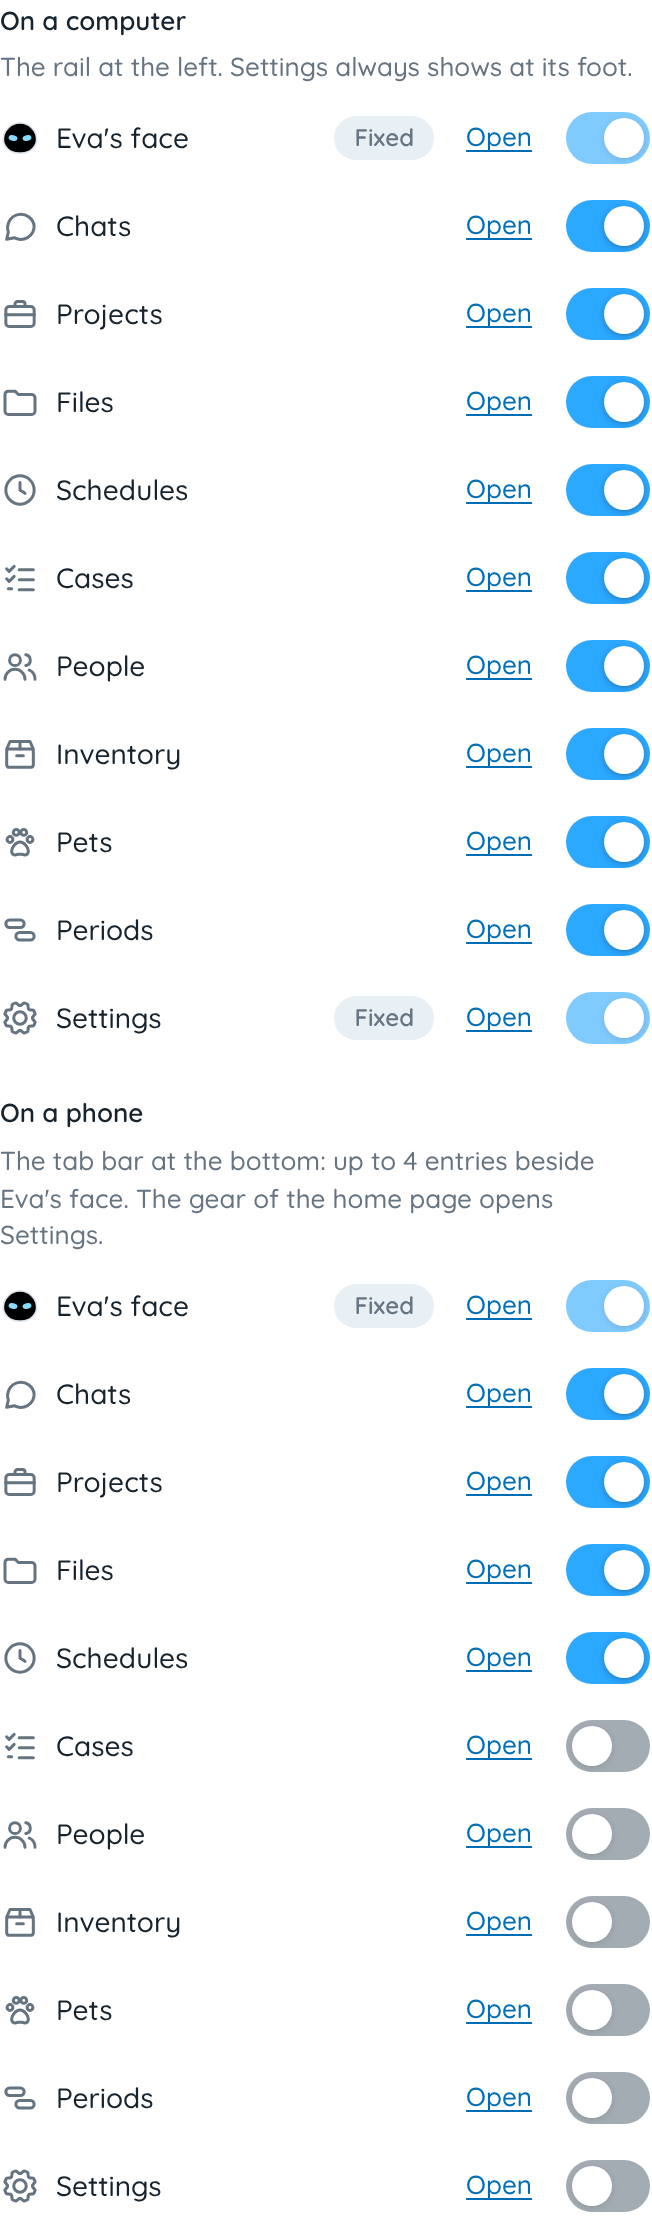 On a computer
The rail at the left. Settings always shows at its foot.
Eva's face Fixed Open
Chats Open
Projects Open
Files Open
Schedules Open
Cases Open
People Open
Inventory Open
Pets Open
Periods Open
Settings Fixed Open
On a phone
The tab bar at the bottom: up to 4 entries beside
Eva's face. The gear of the home page opens
Settings.
Eva's face Fixed Open
Chats Open
Projects Open
Files Open
Schedules Open
Cases Open
People Open
Inventory Open
Pets Open
Periods Open
Settings Open